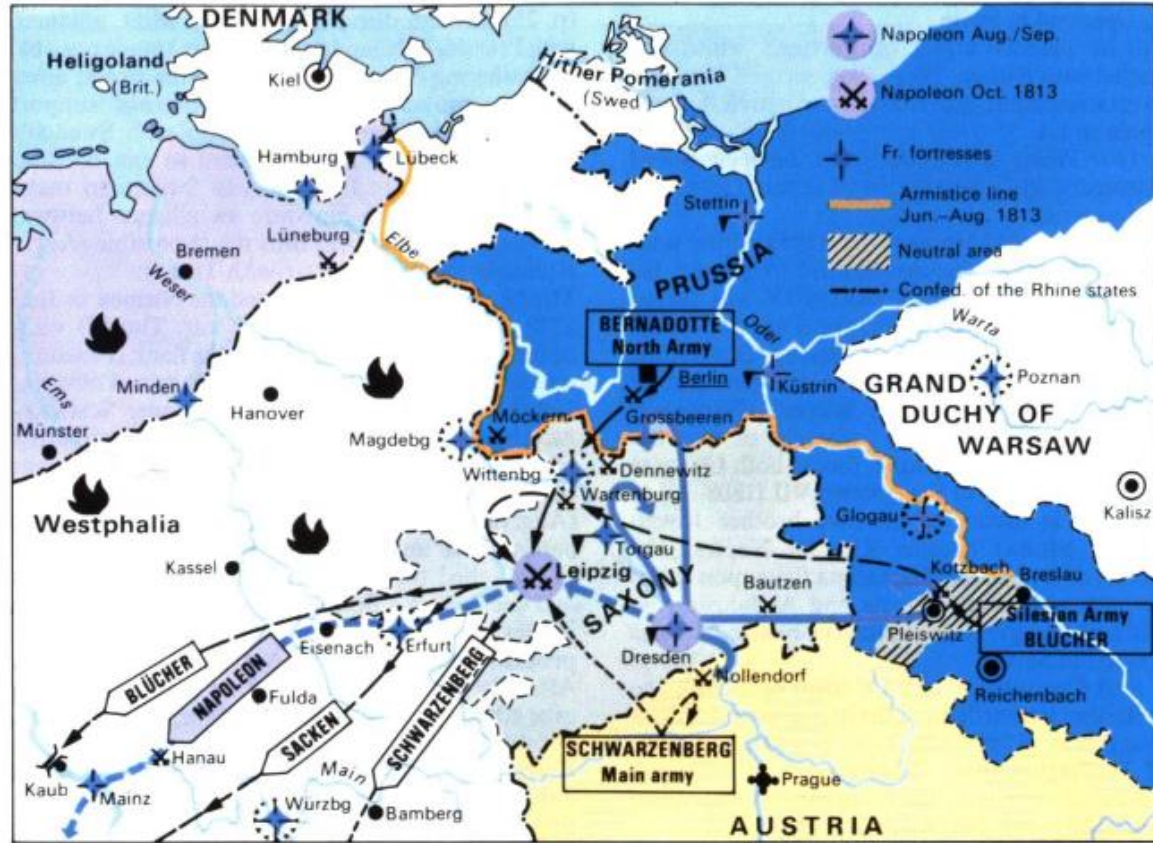 DENMARK
Heligoland
(Brit.)
Kiel
Hither Pomerania
(Swed)
Napoleon Aug./Sep.
Napoleon Oct. 1813
Fr. fortresses
Armistice line
Jun.–Aug. 1813
Neutral area
Confed. of the Rhine states
Hamburg
Lübeck
Stettin
Lüneburg
Elbe
Bremen
Weser
PRUSSIA
BERNADOTTE
North Army
Oder
Warta
Berlin
Küstrin
Poznan
GRAND
DUCHY OF
WARSAW
Ems
Minden
Hanover
Münster
Möckern
Grossbeeren
Magdebg
Wittenbg
Dennewitz
Wartenburg
Kalisz
Westphalia
Glogau
Torgau
Kassel
Leipzig
SAXONY
Bautzen
Kotzbach
Breslau
Pleiswitz
Silesian Army
BLÜCHER
Eisenach
Erfurt
Dresden
Nollendorf
Reichenbach
BLÜCHER
NAPOLEON
Fulda
SACKEN
SCHWARZENBERG
SCHWARZENBERG
Main army
Hanau
Kaub
Mainz
Main
Würzbg
Bamberg
Prague
AUSTRIA